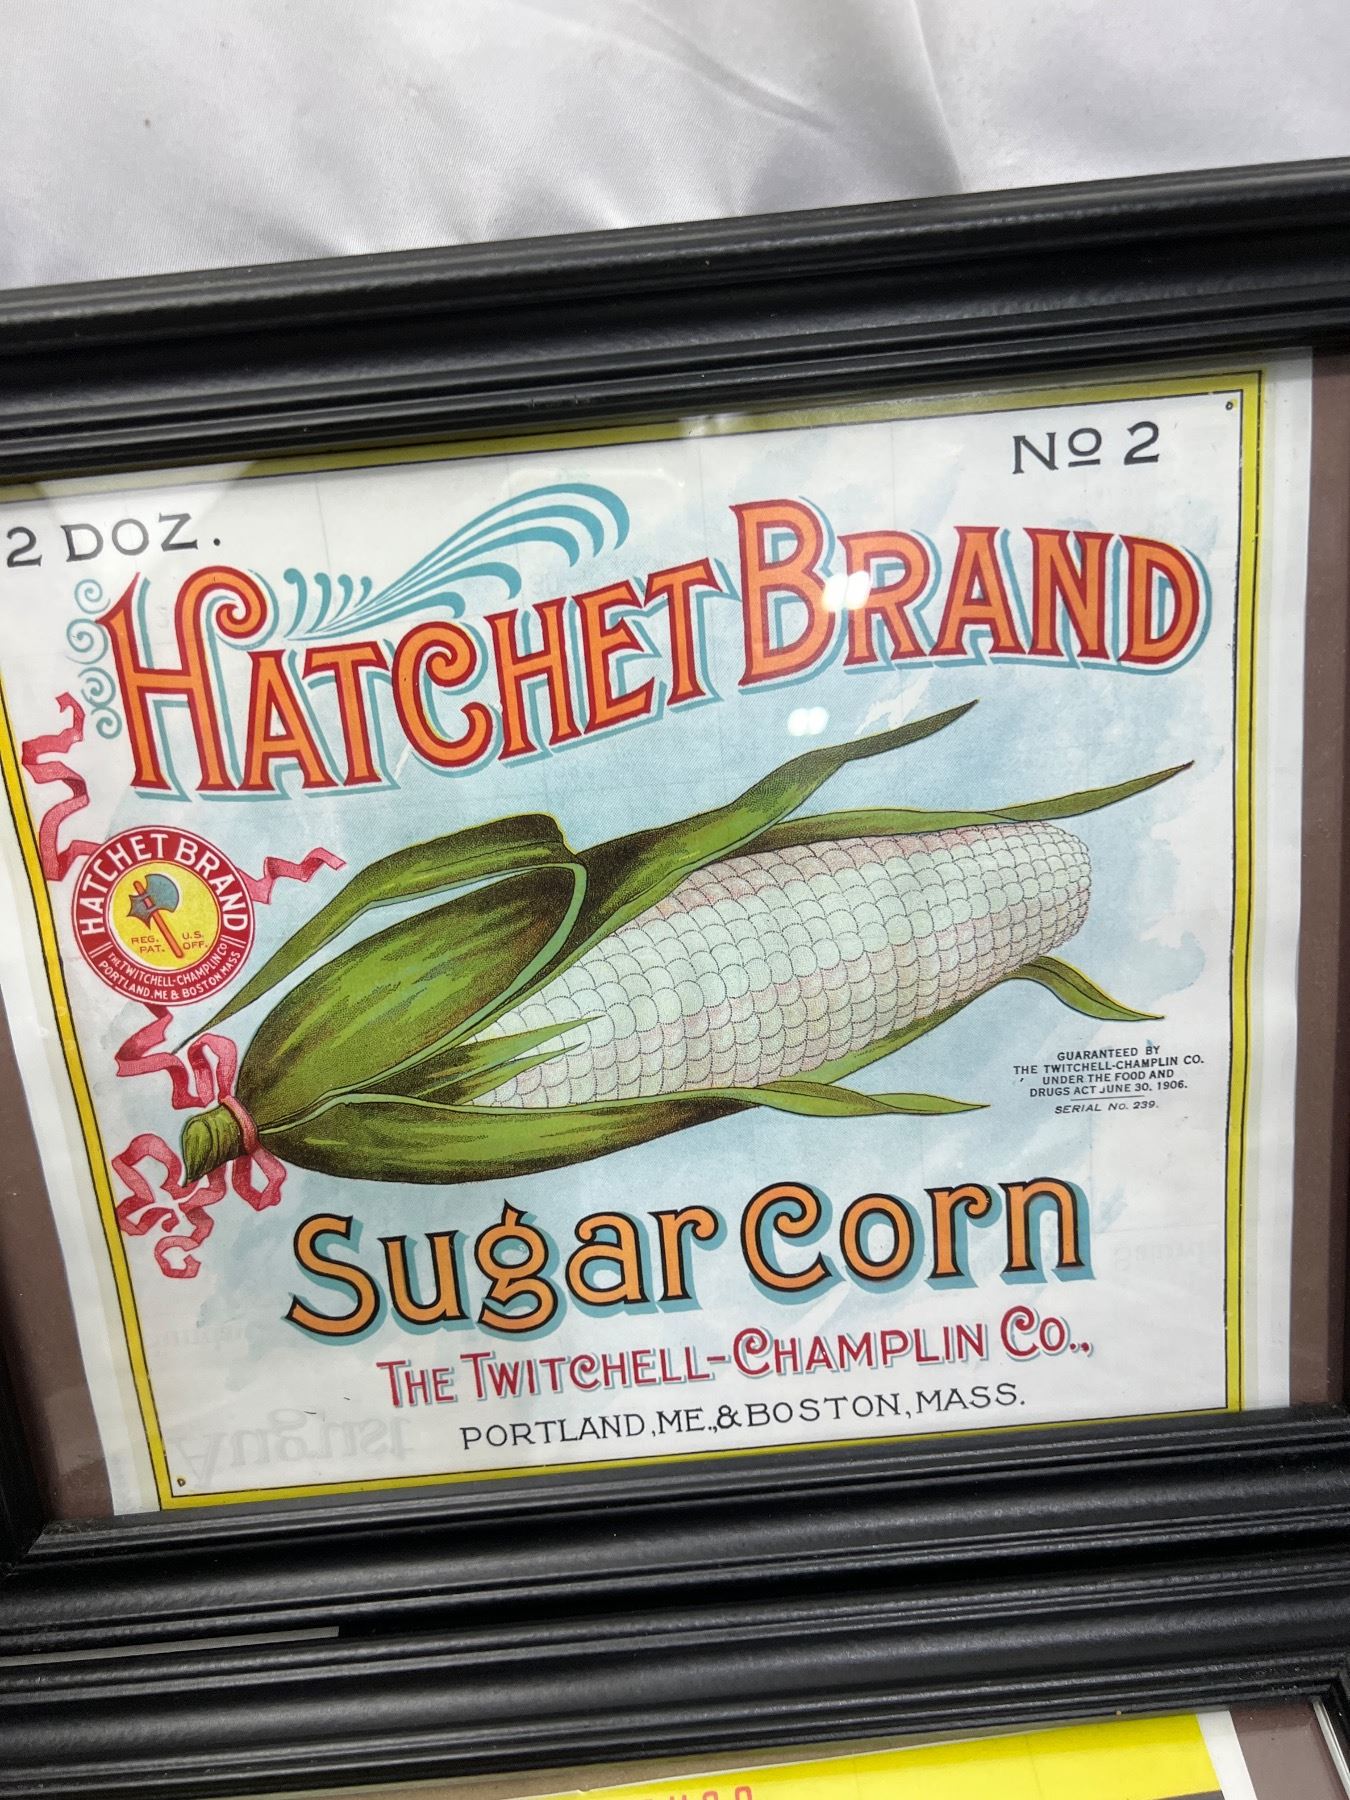 2 DOZ.
No 2
HATCHET BRAND
HATCHET BRAND
REG. U.S.
PAT. OFF.
THE TWITCHELL-CHAMPLIN CO
PORTLAND, ME & BOSTON MASS
GUARANTEED BY
THE TWITCHELL-CHAMPLIN CO.
UNDER THE FOOD AND
DRUGS ACT JUNE 30, 1906.
SERIAL No. 239.
Sugar Corn
THE TWITCHELL-CHAMPLIN CO.,
PORTLAND, ME., & BOSTON, MASS.
August